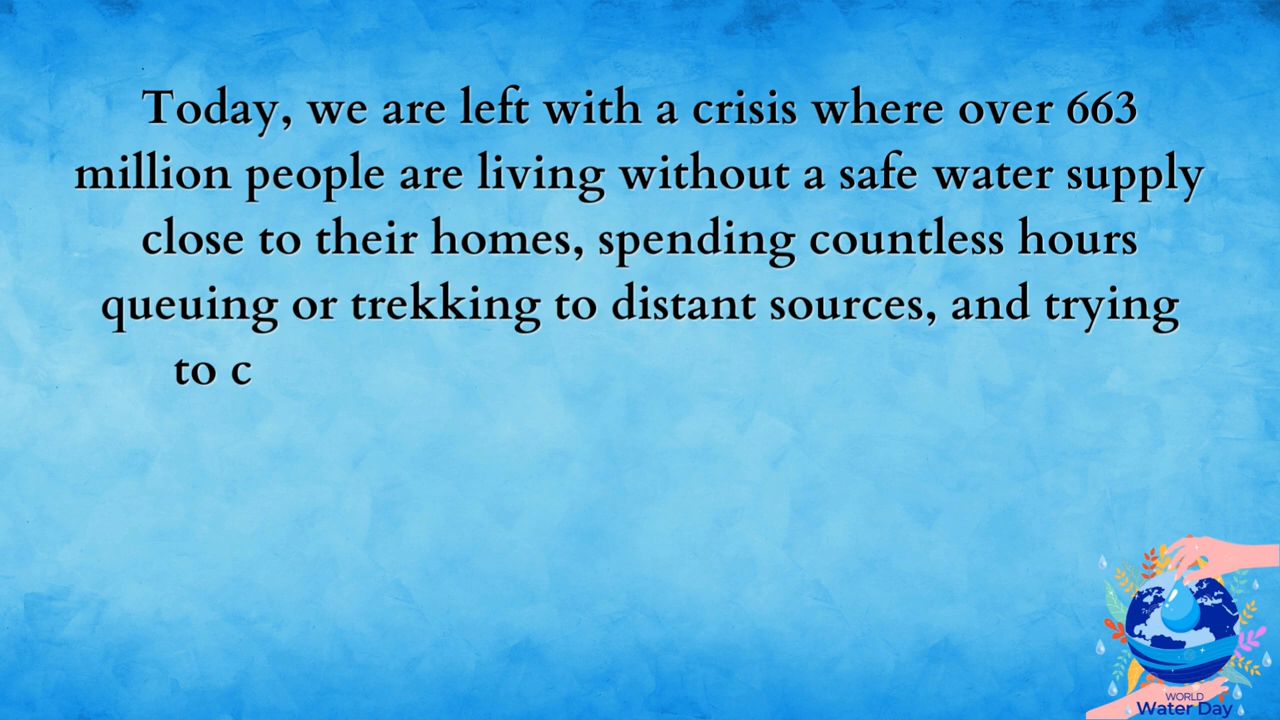 Today, we are left with a crisis where over 663
million people are living without a safe water supply
close to their homes, spending countless hours
queuing or trekking to distant sources, and trying
to c
WORLD
Water Day